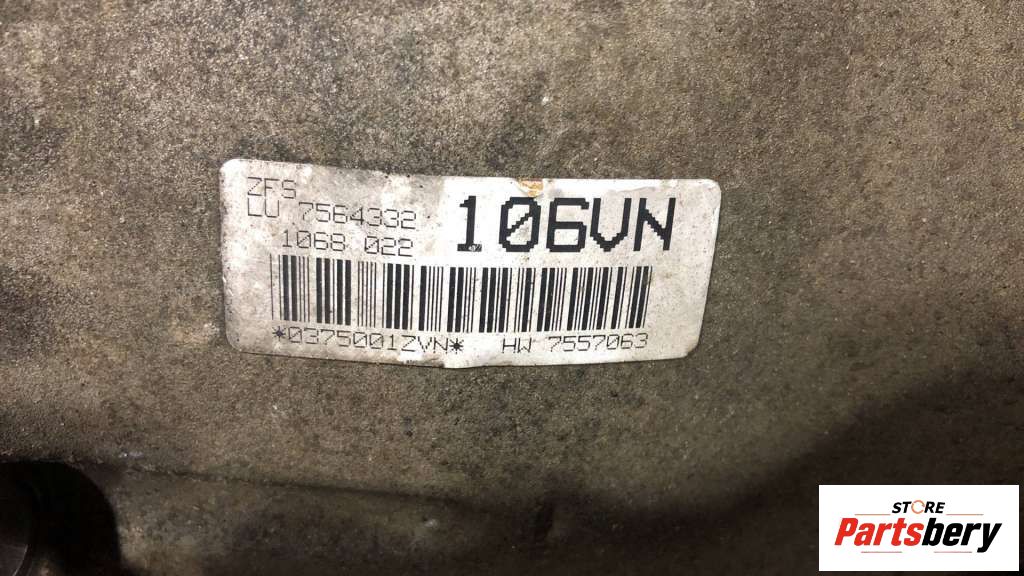 ZFS
LU 7564332
1068 022
106VN
*0375001ZVN* HW 7557063
STORE
Partsbery